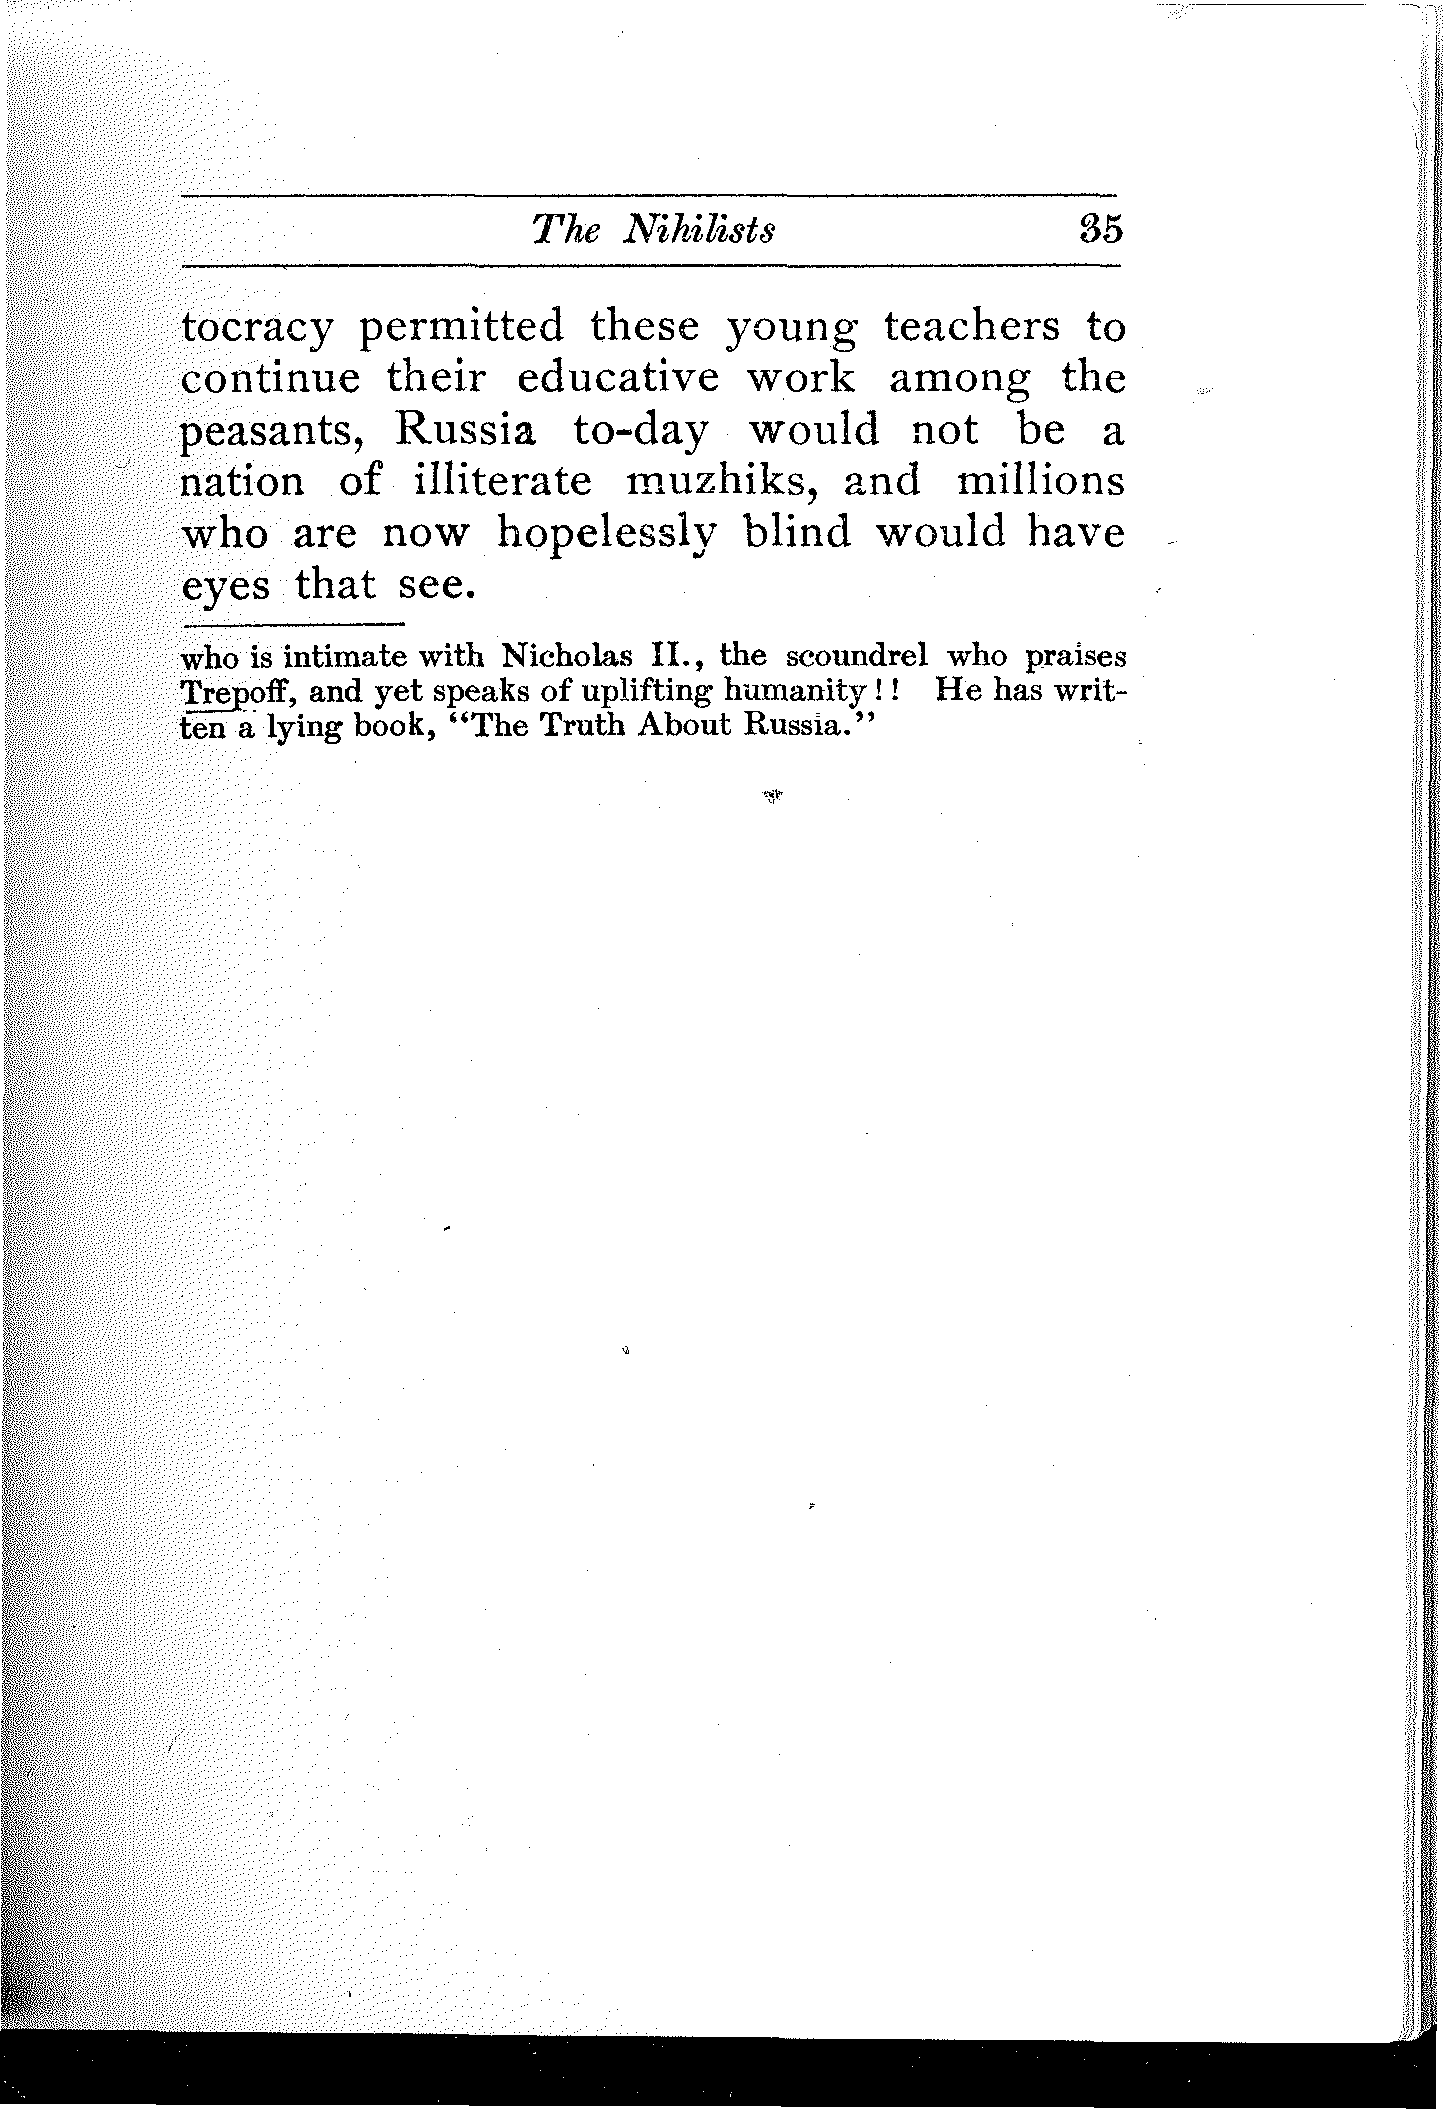 The Nihilists 35
tocracy permitted these young teachers to
continue their educative work among the
peasants, Russia to-day would not be a
nation of illiterate muzhiks, and millions
who are now hopelessly blind would have
eyes that see.
who is intimate with Nicholas II., the scoundrel who praises
Trepoff, and yet speaks of uplifting humanity!! He has writ-
ten a lying book, “The Truth About Russia.”